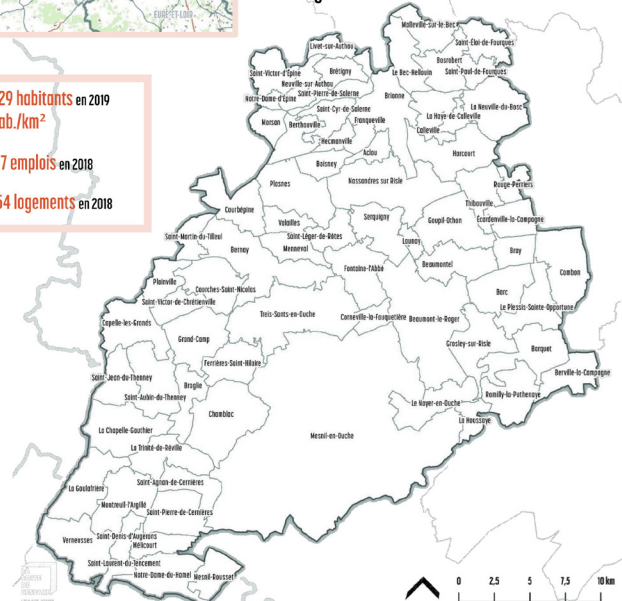 EURE-ET-LOIR
29 habitants en 2019
ab./km²
7 emplois en 2018
54 logements en 2018
Malleville-sur-le-Bec
Livet-sur-Authou
Saint-Éloi-de-Fourques
Bosrobert
Saint-Victor-d'Épine
Brétigny
Le Bec-Hellouin
Saint-Paul-de-Fourques
Neuville-sur-Authou
Saint-Pierre-de-Salerne
Notre-Dame-d'Épine
Brionne
Saint-Cyr-de-Salerne
La Neuville-du-Bosc
Morsan
Berthouville
Franqueville
La Haye-de-Calleville
Calleville
Hecmanville
Aclou
Harcourt
Boisney
Plasnes
Nassandres sur Risle
Rouge-Perriers
Thibouville
Courbépine
Serquigny
Goupil-Othon
Écardenville-la-Campagne
Valailles
Saint-Martin-du-Tilleul
Saint-Léger-de-Rôtes
Launay
Bernay
Menneval
Bray
Beaumontel
Fontaine-l'Abbé
Combon
Plainville
Caorches-Saint-Nicolas
Barc
Saint-Victor-de-Chrétienville
Le Plessis-Sainte-Opportune
Capelle-les-Grands
Treis-Sants-en-Ouche
Corneville-la-Fouquetière
Beaumont-le-Roger
Grand-Camp
Grosley-sur-Risle
Barquet
Ferrières-Saint-Hilaire
Berville-la-Campagne
Saint-Jean-du-Thenney
Broglie
Romilly-la-Puthenaye
Saint-Aubin-du-Thenney
Le Noyer-en-Ouche
Chamblac
La Houssaye
La Chapelle-Gauthier
Mesnil-en-Ouche
La Trinité-de-Réville
Saint-Agnan-de-Cernières
La Goulafrière
Montreuil-l'Argillé
Saint-Pierre-de-Cernières
Saint-Denis-d'Augerons
Verneusses
Mélicourt
Saint-Laurent-du-Tencement
Notre-Dame-du-Hamel
Mesnil-Rousset
0 2,5 5 7,5 10 km